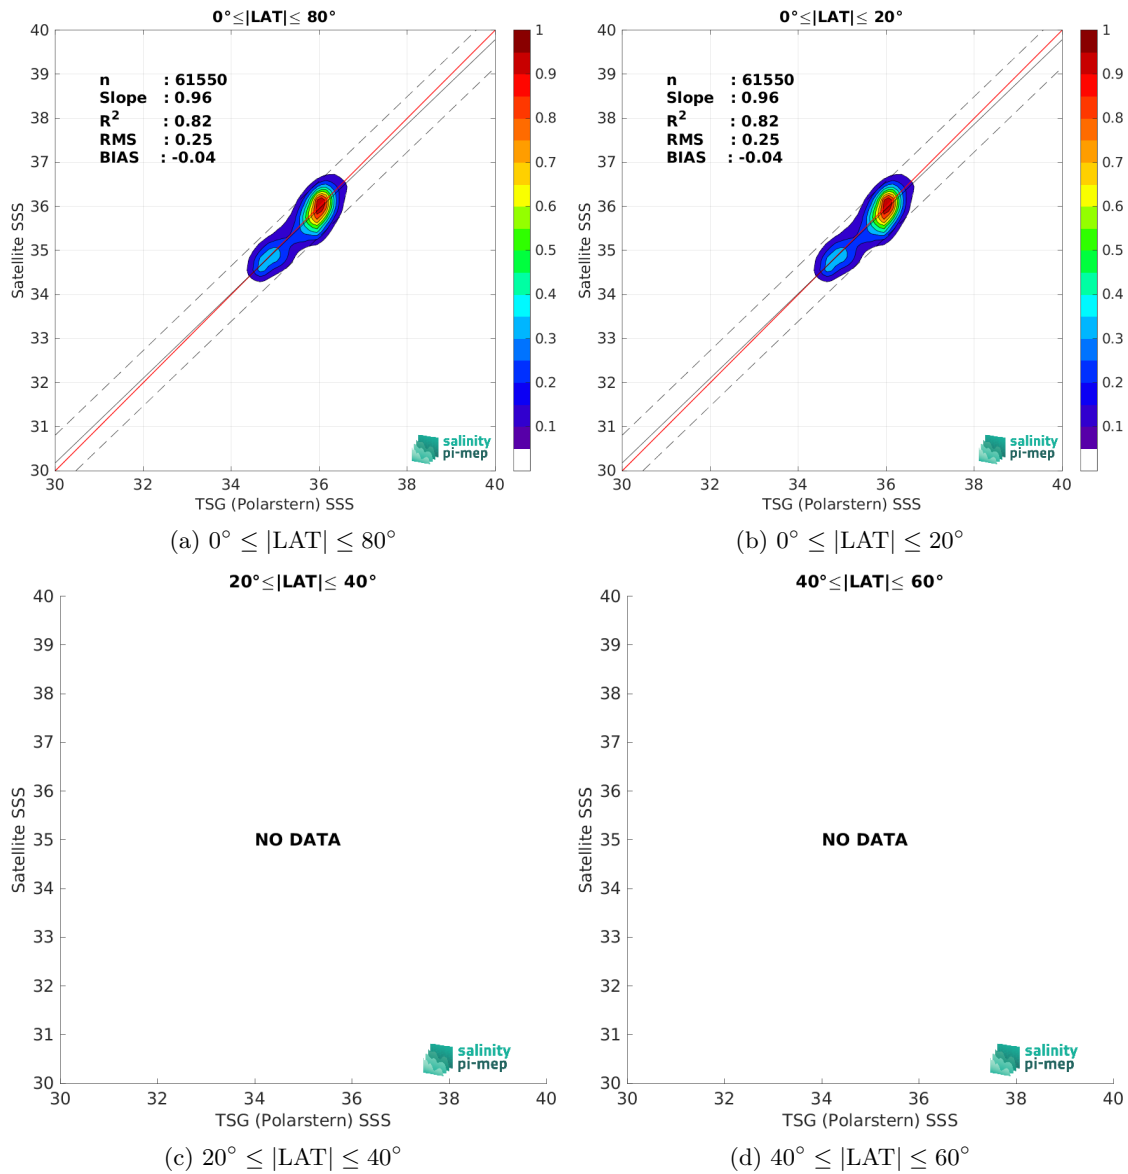 0°≤|LAT|≤ 80°
40
39
38
37
36
35
34
33
32
31
30
30 32 34 36 38 40
Satellite SSS
TSG (Polarstern) SSS
n : 61550
Slope : 0.96
R² : 0.82
RMS : 0.25
BIAS : -0.04
1
0.9
0.8
0.7
0.6
0.5
0.4
0.3
0.2
0.1
salinity
pi-mep
(a) 0° ≤ |LAT| ≤ 80°
0°≤|LAT|≤ 20°
40
39
38
37
36
35
34
33
32
31
30
30 32 34 36 38 40
Satellite SSS
TSG (Polarstern) SSS
n : 61550
Slope : 0.96
R² : 0.82
RMS : 0.25
BIAS : -0.04
1
0.9
0.8
0.7
0.6
0.5
0.4
0.3
0.2
0.1
salinity
pi-mep
(b) 0° ≤ |LAT| ≤ 20°
20°≤|LAT|≤ 40°
40
39
38
37
36
35
34
33
32
31
30
30 32 34 36 38 40
Satellite SSS
TSG (Polarstern) SSS
NO DATA
salinity
pi-mep
(c) 20° ≤ |LAT| ≤ 40°
40°≤|LAT|≤ 60°
40
39
38
37
36
35
34
33
32
31
30
30 32 34 36 38 40
Satellite SSS
TSG (Polarstern) SSS
NO DATA
salinity
pi-mep
(d) 40° ≤ |LAT| ≤ 60°